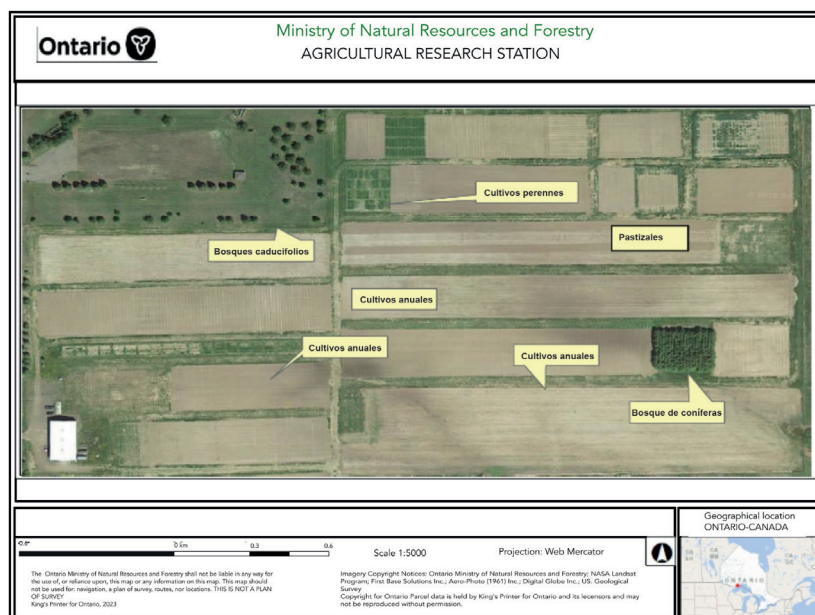 Ontario
Ministry of Natural Resources and Forestry
AGRICULTURAL RESEARCH STATION
Cultivos perennes
Bosques caducifolios
Pastizales
Cultivos anuales
Cultivos anuales
Cultivos anuales
Bosque de coníferas
0 km
0.3
0.6
Scale 1:5000
Projection: Web Mercator
The Ontario Ministry of Natural Resources and Forestry shall not be liable in any way for
the use of, or reliance upon, this map or any information on this map. This map should
not be used for: navigation, a plan of survey, routes, nor locations. THIS IS NOT A PLAN
OF SURVEY
King's Printer for Ontario, 2023
Imagery Copyright Notices: Ontario Ministry of Natural Resources and Forestry; NASA Landsat
Program; First Base Solutions Inc.; Aero-Photo (1961) Inc.; Digital Globe Inc.; US. Geological
Survey
Copyright for Ontario Parcel data is held by King's Printer for Ontario and its licensors and may
not be reproduced without permission.
Geographical location
ONTARIO-CANADA
ONTARIO